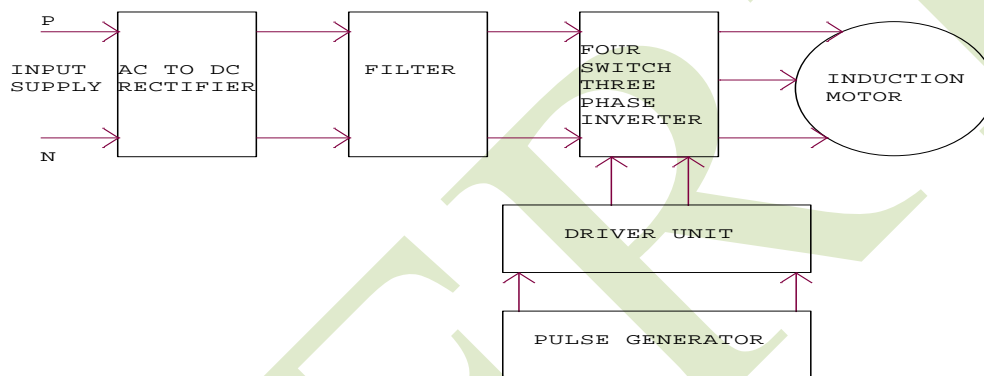 P
INPUT
SUPPLY
N
AC TO DC
RECTIFIER
FILTER
FOUR
SWITCH
THREE
PHASE
INVERTER
INDUCTION
MOTOR
DRIVER UNIT
PULSE GENERATOR